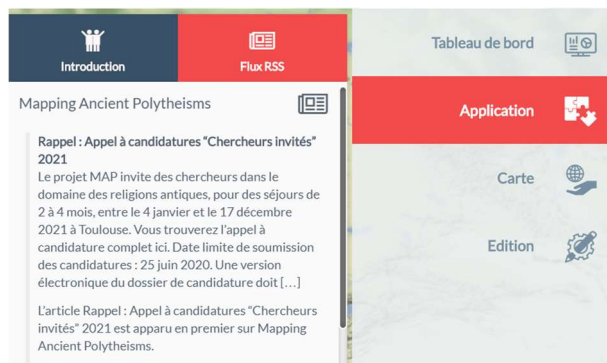 Introduction
Flux RSS
Mapping Ancient Polytheisms
Rappel : Appel à candidatures “Chercheurs invités”
2021
Le projet MAP invite des chercheurs dans le
domaine des religions antiques, pour des séjours de
2 à 4 mois, entre le 4 janvier et le 17 décembre
2021 à Toulouse. Vous trouverez l’appel à
candidature complet ici. Date limite de soumission
des candidatures : 25 juin 2020. Une version
électronique du dossier de candidature doit […]
L’article Rappel : Appel à candidatures “Chercheurs
invités” 2021 est apparu en premier sur Mapping
Ancient Polytheisms.
Tableau de bord
Application
Carte
Edition